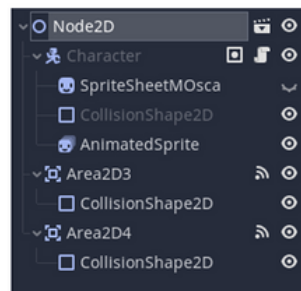 Node2D
Character
SpriteSheetMOsca
CollisionShape2D
AnimatedSprite
Area2D3
CollisionShape2D
Area2D4
CollisionShape2D